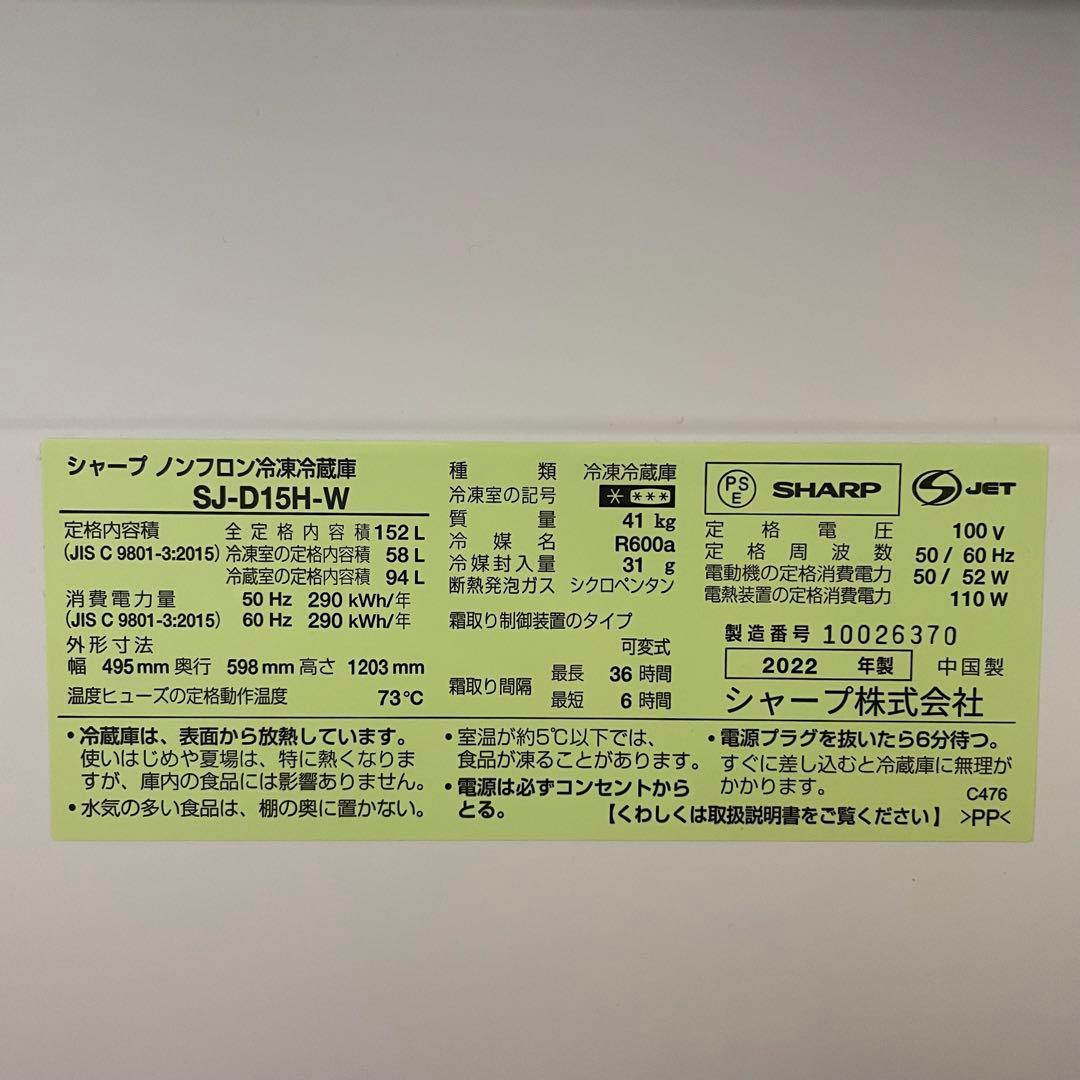 シャープ ノンフロン冷凍冷蔵庫
SJ-D15H-W
定格内容積 全定格内容積 152 L
(JIS C 9801-3:2015) 冷凍室の定格内容積 58 L
冷蔵室の定格内容積 94 L
消費電力量 50 Hz 290 kWh/年
(JIS C 9801-3:2015) 60 Hz 290 kWh/年
外形寸法
幅 495 mm 奥行 598 mm 高さ 1203 mm
温度ヒューズの定格動作温度 73℃
種類 冷凍冷蔵庫
冷凍室の記号 * ***
質量 41 kg
冷媒名 R600a
冷媒封入量 31 g
断熱発泡ガス シクロペンタン
霜取り制御装置のタイプ
可変式
霜取り間隔 最長 36 時間
最短 6 時間
PSE SHARP S JET
定格電圧 100 V
定格周波数 50 / 60 Hz
電動機の定格消費電力 50 / 52 W
電熱装置の定格消費電力 110 W
製造番号 10026370
2022 年製 中国製
シャープ株式会社
・冷蔵庫は、表面から放熱しています。
使いはじめや夏場は、特に熱くなりま
すが、庫内の食品には影響ありません。
・水気の多い食品は、棚の奥に置かない。
・室温が約5℃以下では、
食品が凍ることがあります。
・電源は必ずコンセントから
とる。
・電源プラグを抜いたら6分待つ。
すぐに差し込むと冷蔵庫に無理が
かかります。
C476
【くわしくは取扱説明書をご覧ください】 >PP<